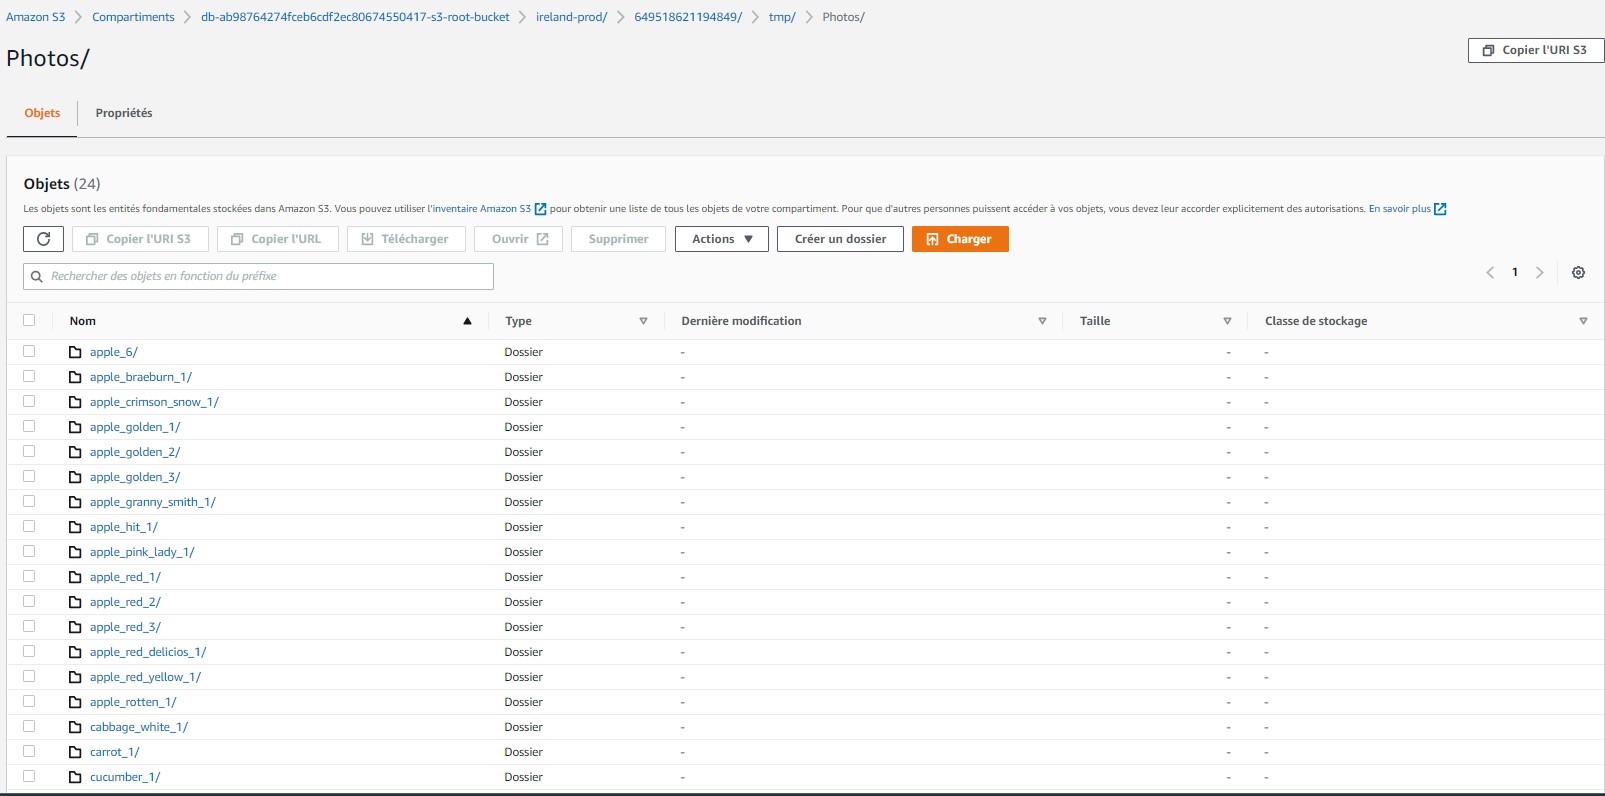 Amazon S3 > Compartiments > db-ab98764274fceb6cdf2ec80674550417-s3-root-bucket > ireland-prod/ > 649518621194849/ > tmp/ > Photos/
Photos/
Copier l'URI S3
Objets
Propriétés
Objets (24)
Les objets sont les entités fondamentales stockées dans Amazon S3. Vous pouvez utiliser l'inventaire Amazon S3 pour obtenir une liste de tous les objets de votre compartiment. Pour que d'autres personnes puissent accéder à vos objets, vous devez leur accorder explicitement des autorisations. En savoir plus
Copier l'URI S3 Copier l'URL Télécharger Ouvrir Supprimer Actions Créer un dossier Charger
Rechercher des objets en fonction du préfixe
1
Nom Type Dernière modification Taille Classe de stockage
apple_6/ Dossier - - -
apple_braeburn_1/ Dossier - - -
apple_crimson_snow_1/ Dossier - - -
apple_golden_1/ Dossier - - -
apple_golden_2/ Dossier - - -
apple_golden_3/ Dossier - - -
apple_granny_smith_1/ Dossier - - -
apple_hit_1/ Dossier - - -
apple_pink_lady_1/ Dossier - - -
apple_red_1/ Dossier - - -
apple_red_2/ Dossier - - -
apple_red_3/ Dossier - - -
apple_red_delicios_1/ Dossier - - -
apple_red_yellow_1/ Dossier - - -
apple_rotten_1/ Dossier - - -
cabbage_white_1/ Dossier - - -
carrot_1/ Dossier - - -
cucumber_1/ Dossier - - -